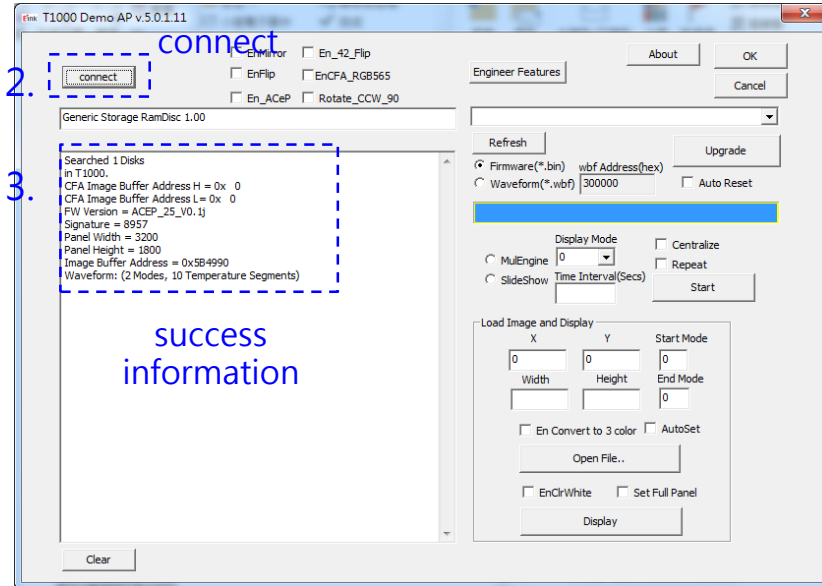 Eink T1000 Demo AP v.5.0.1.11
connect
2.
connect
EnMirror
En_42_Flip
EnFlip
EnCFA_RGB565
En_ACeP
Rotate_CCW_90
Engineer Features
About
OK
Cancel
Generic Storage RamDisc 1.00
3.
Searched 1 Disks
in T1000.
CFA Image Buffer Address H = 0x 0
CFA Image Buffer Address L= 0x 0
FW Version = ACEP_25_V0.1j
Signature = 8957
Panel Width = 3200
Panel Height = 1800
Image Buffer Address = 0x5B4990
Waveform: (2 Modes, 10 Temperature Segments)
success
information
Clear
Refresh
Upgrade
Firmware(*.bin)
wbf Address(hex)
Waveform(*.wbf)
300000
Auto Reset
Display Mode
MulEngine
0
Centralize
Repeat
SlideShow
Time Interval(Secs)
Start
Load Image and Display
X
Y
Start Mode
0
0
0
Width
Height
End Mode
0
En Convert to 3 color
AutoSet
Open File..
EnClrWhite
Set Full Panel
Display